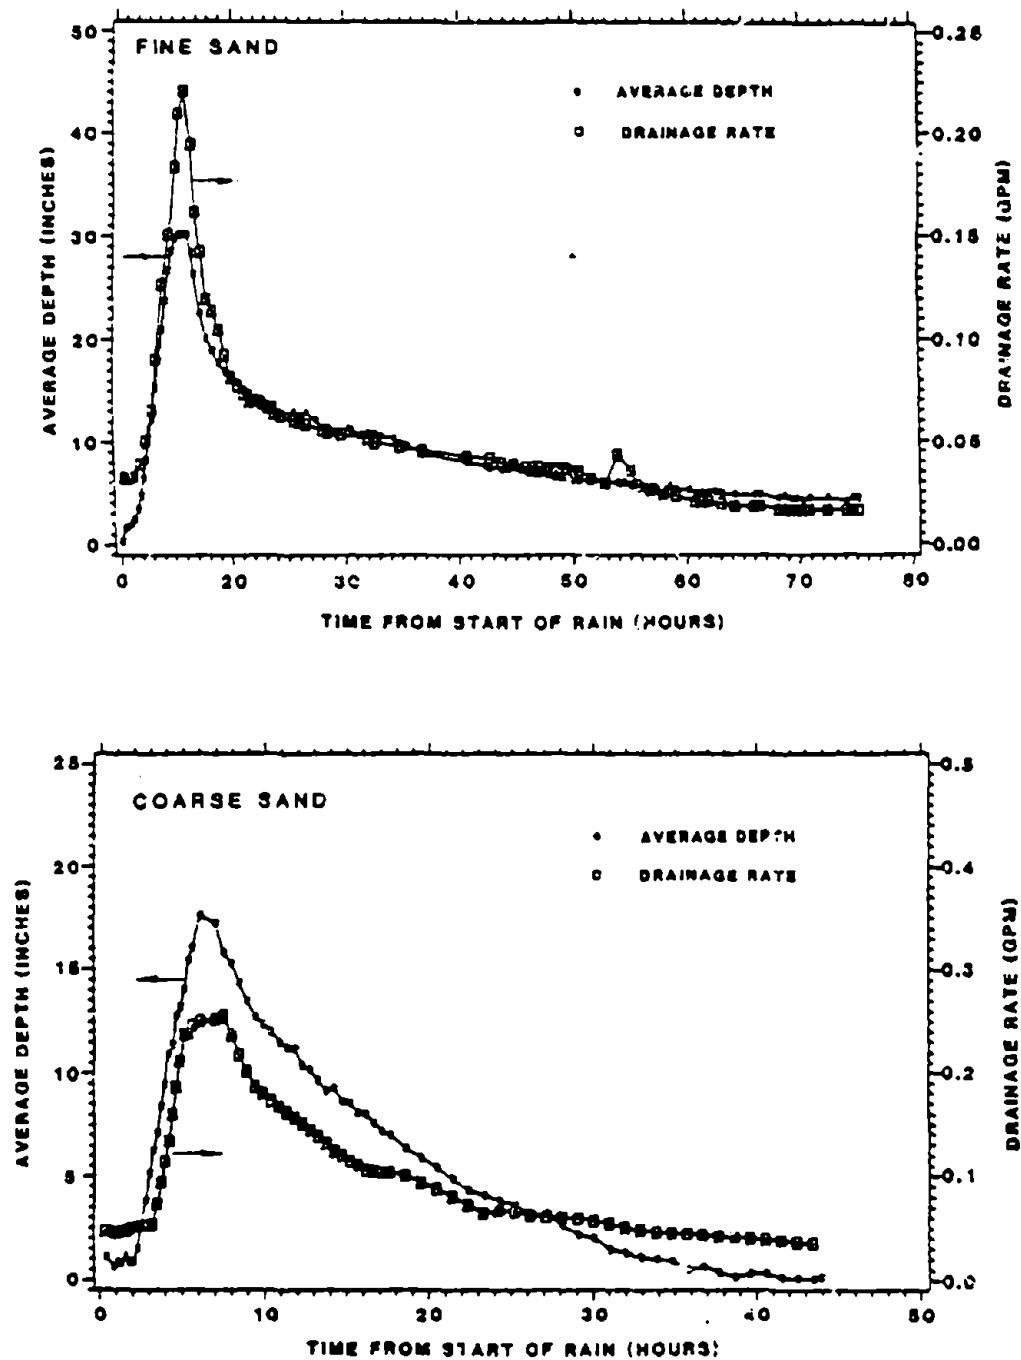 FINE SAND
AVERAGE DEPTH
DRAINAGE RATE
50
40
30
20
10
0
AVERAGE DEPTH (INCHES)
0.25
0.20
0.15
0.10
0.05
0.00
DRAINAGE RATE (GPM)
0 20 30 40 50 60 70 80
TIME FROM START OF RAIN (HOURS)
COARSE SAND
AVERAGE DEPTH
DRAINAGE RATE
25
20
15
10
5
0
AVERAGE DEPTH (INCHES)
0.5
0.4
0.3
0.2
0.1
0.0
DRAINAGE RATE (GPM)
0 10 20 30 40 50
TIME FROM START OF RAIN (HOURS)